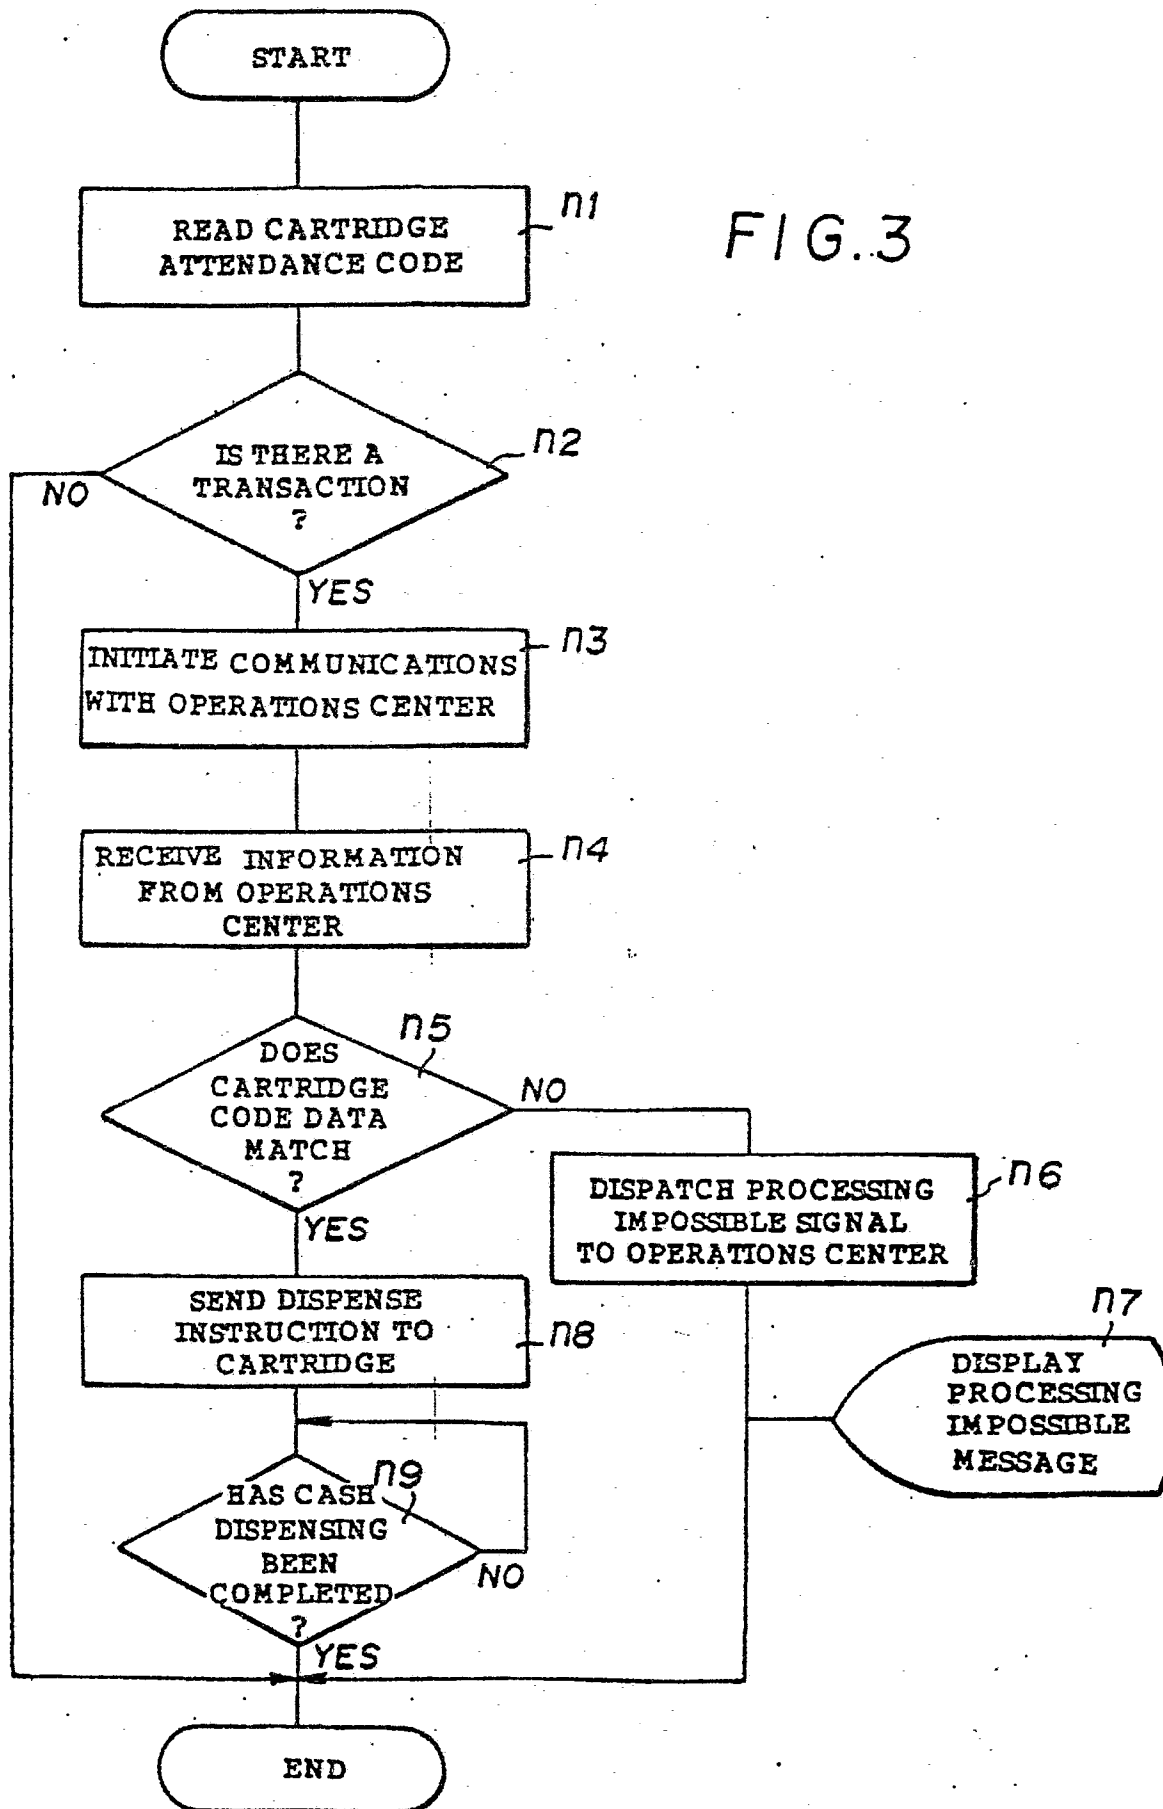 START
n1
READ CARTRIDGE
ATTENDANCE CODE
FIG.3
n2
IS THERE A
TRANSACTION
?
NO
YES
n3
INITIATE COMMUNICATIONS
WITH OPERATIONS CENTER
n4
RECEIVE INFORMATION
FROM OPERATIONS
CENTER
n5
DOES
CARTRIDGE
CODE DATA
MATCH
?
NO
YES
n6
DISPATCH PROCESSING
IMPOSSIBLE SIGNAL
TO OPERATIONS CENTER
n7
DISPLAY
PROCESSING
IMPOSSIBLE
MESSAGE
SEND DISPENSE
INSTRUCTION TO
CARTRIDGE
n8
n9
HAS CASH
DISPENSING
BEEN
COMPLETED
?
NO
YES
END